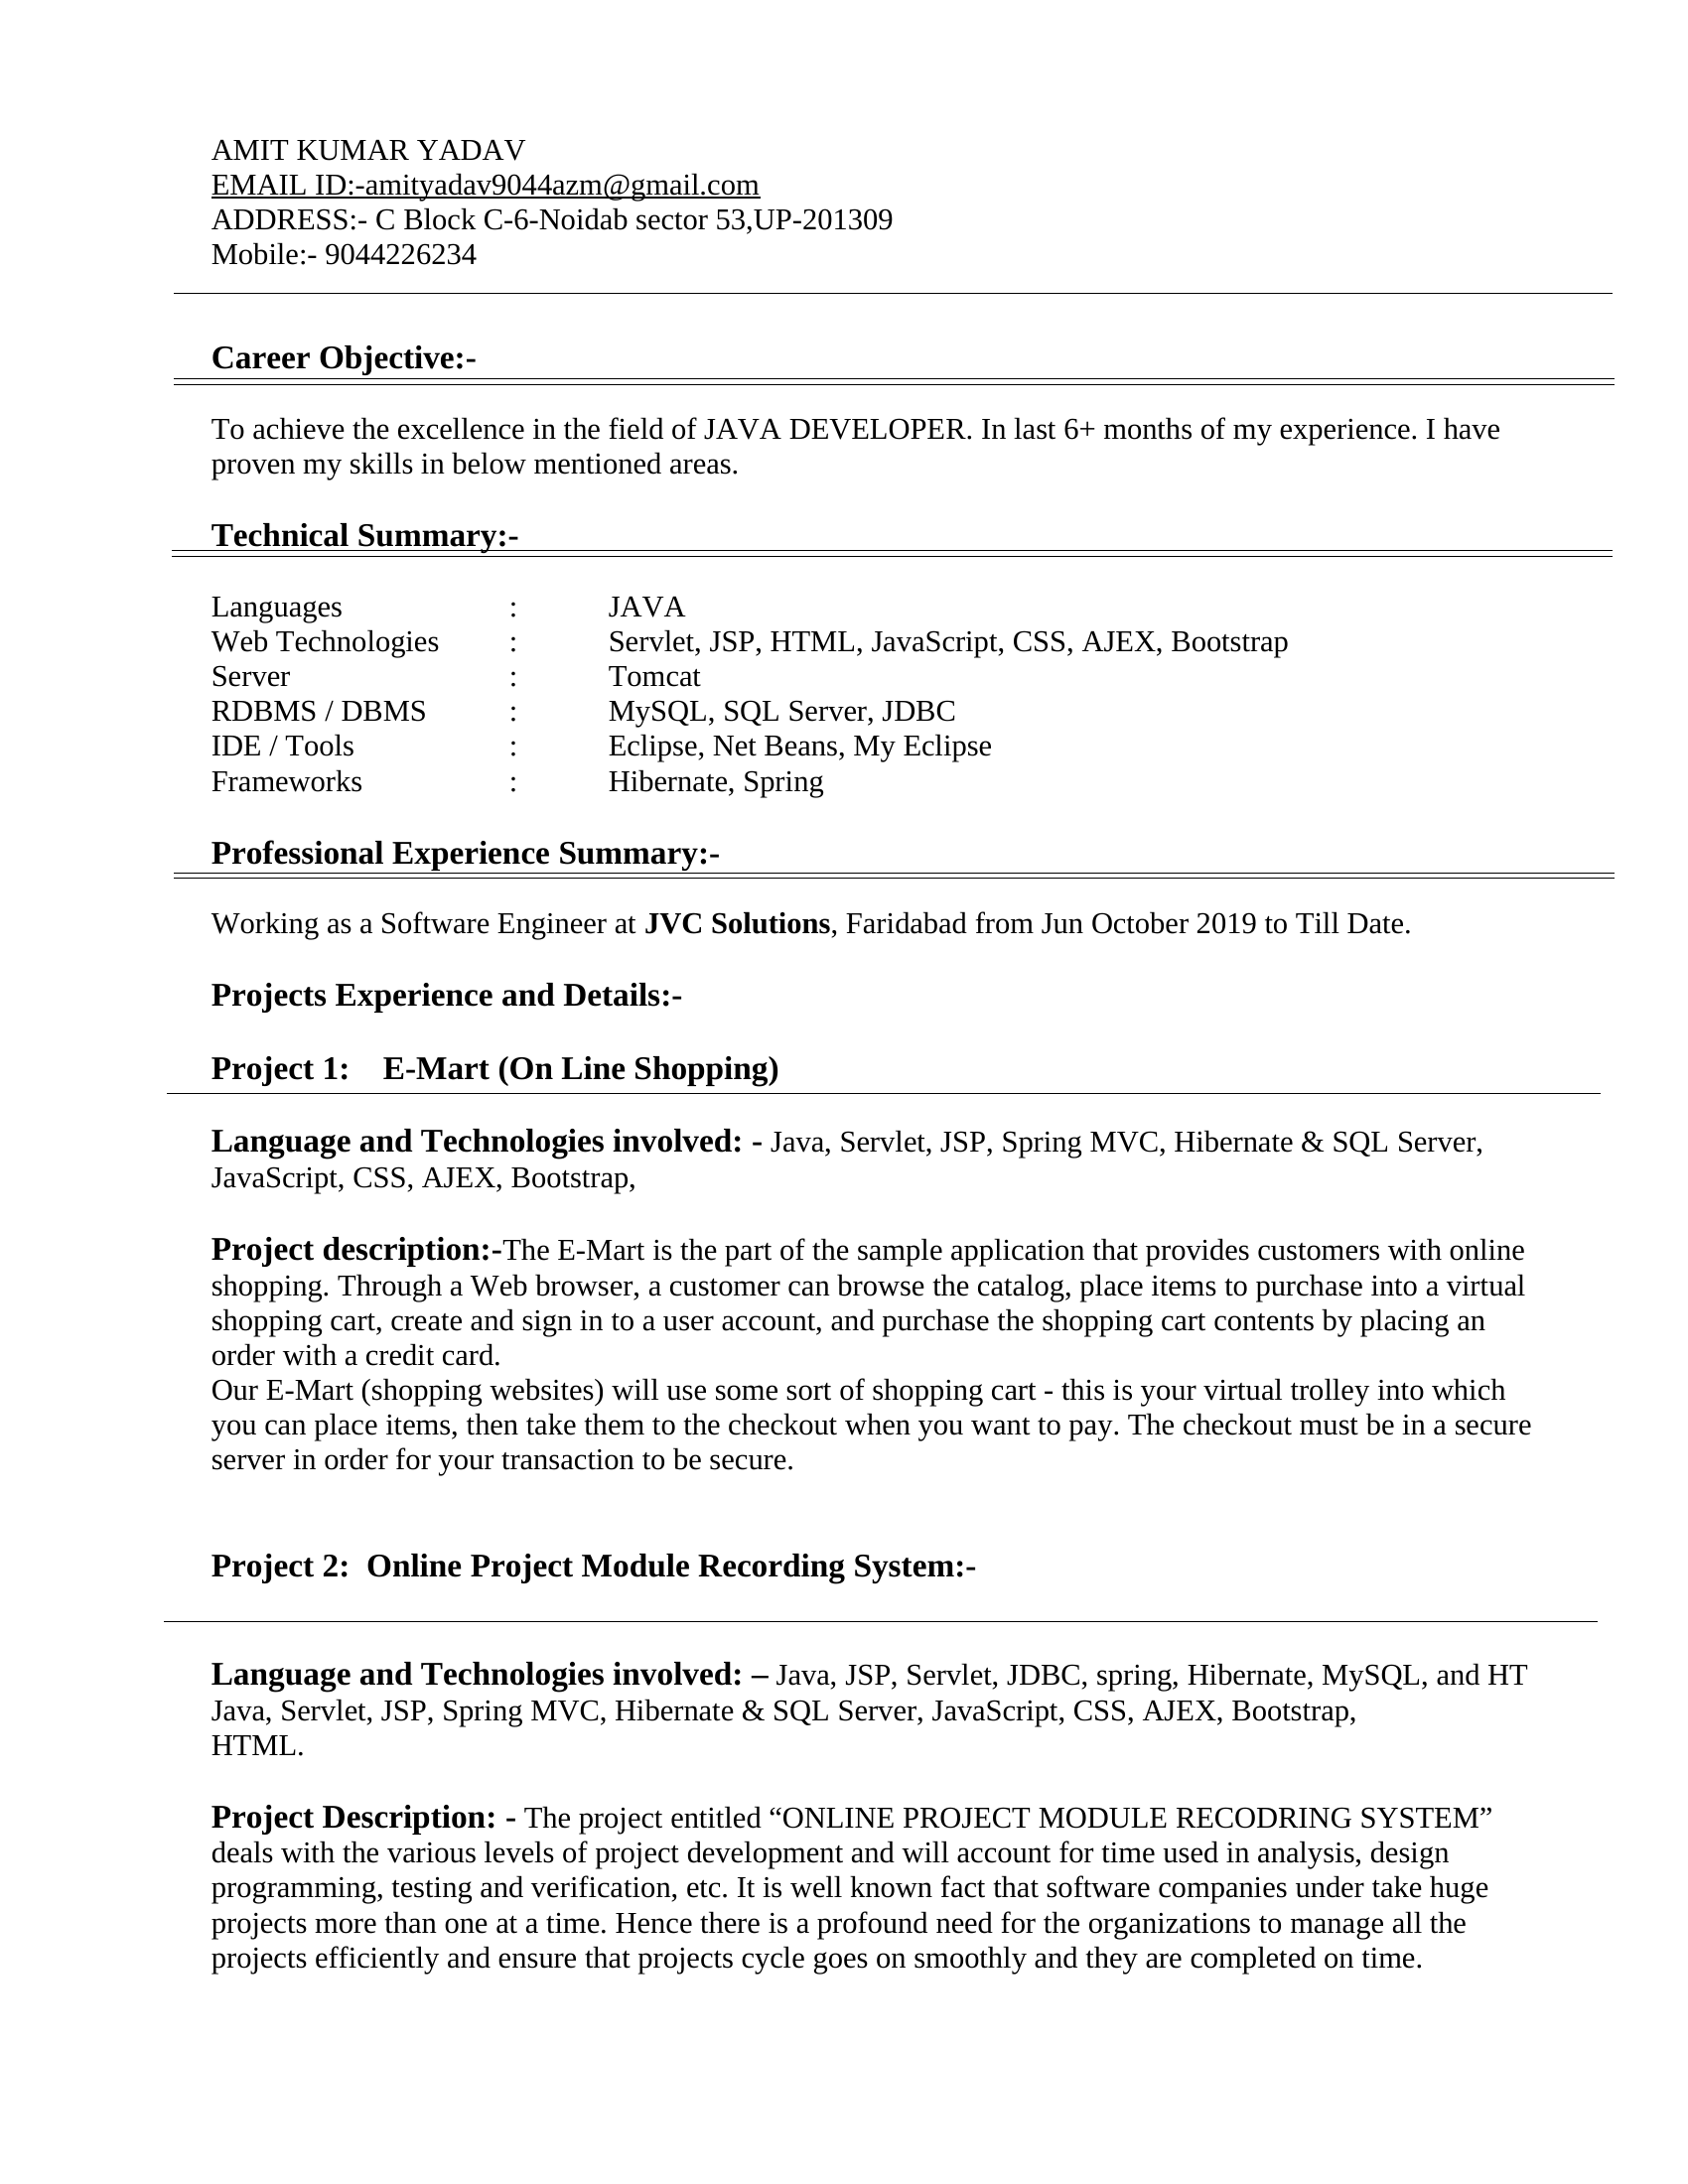 AMIT KUMAR YADAV
EMAIL ID:-amityadav9044azm@gmail.com
ADDRESS:- C Block C-6-Noidab sector 53,UP-201309
Mobile:- 9044226234
Career Objective:-
To achieve the excellence in the field of JAVA DEVELOPER. In last 6+ months of my experience. I have
proven my skills in below mentioned areas.
Technical Summary:-
Languages : JAVA
Web Technologies : Servlet, JSP, HTML, JavaScript, CSS, AJEX, Bootstrap
Server : Tomcat
RDBMS / DBMS : MySQL, SQL Server, JDBC
IDE / Tools : Eclipse, Net Beans, My Eclipse
Frameworks : Hibernate, Spring
Professional Experience Summary:-
Working as a Software Engineer at JVC Solutions, Faridabad from Jun October 2019 to Till Date.
Projects Experience and Details:-
Project 1: E-Mart (On Line Shopping)
Language and Technologies involved: - Java, Servlet, JSP, Spring MVC, Hibernate & SQL Server,
JavaScript, CSS, AJEX, Bootstrap,
Project description:-The E-Mart is the part of the sample application that provides customers with online
shopping. Through a Web browser, a customer can browse the catalog, place items to purchase into a virtual
shopping cart, create and sign in to a user account, and purchase the shopping cart contents by placing an
order with a credit card.
Our E-Mart (shopping websites) will use some sort of shopping cart - this is your virtual trolley into which
you can place items, then take them to the checkout when you want to pay. The checkout must be in a secure
server in order for your transaction to be secure.
Project 2: Online Project Module Recording System:-
Language and Technologies involved: – Java, JSP, Servlet, JDBC, spring, Hibernate, MySQL, and HT
Java, Servlet, JSP, Spring MVC, Hibernate & SQL Server, JavaScript, CSS, AJEX, Bootstrap,
HTML.
Project Description: - The project entitled “ONLINE PROJECT MODULE RECODRING SYSTEM”
deals with the various levels of project development and will account for time used in analysis, design
programming, testing and verification, etc. It is well known fact that software companies under take huge
projects more than one at a time. Hence there is a profound need for the organizations to manage all the
projects efficiently and ensure that projects cycle goes on smoothly and they are completed on time.